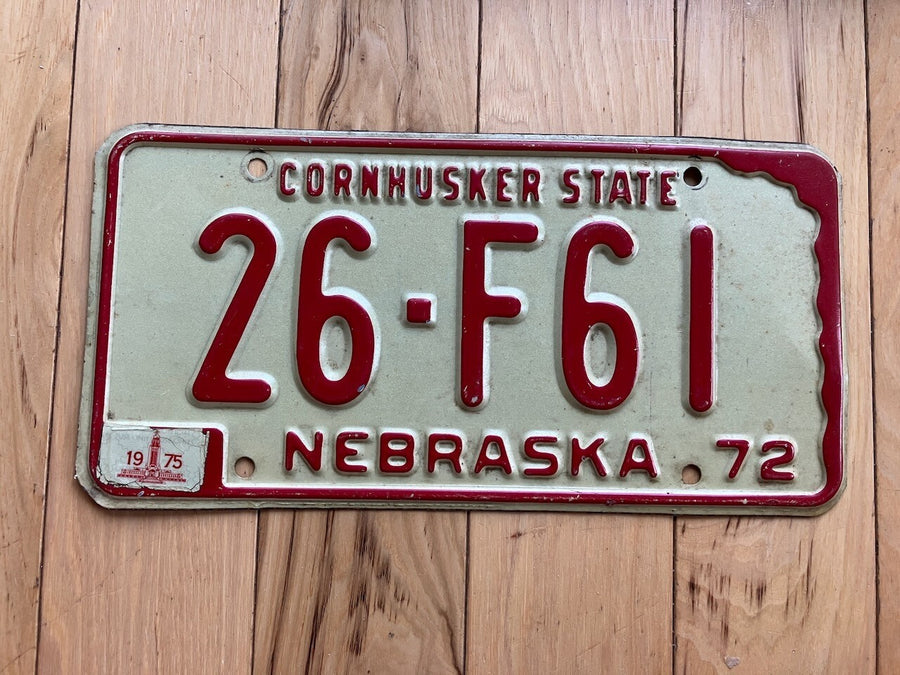 CORNHUSKER STATE
26·F61
1975
NEBRASKA 72